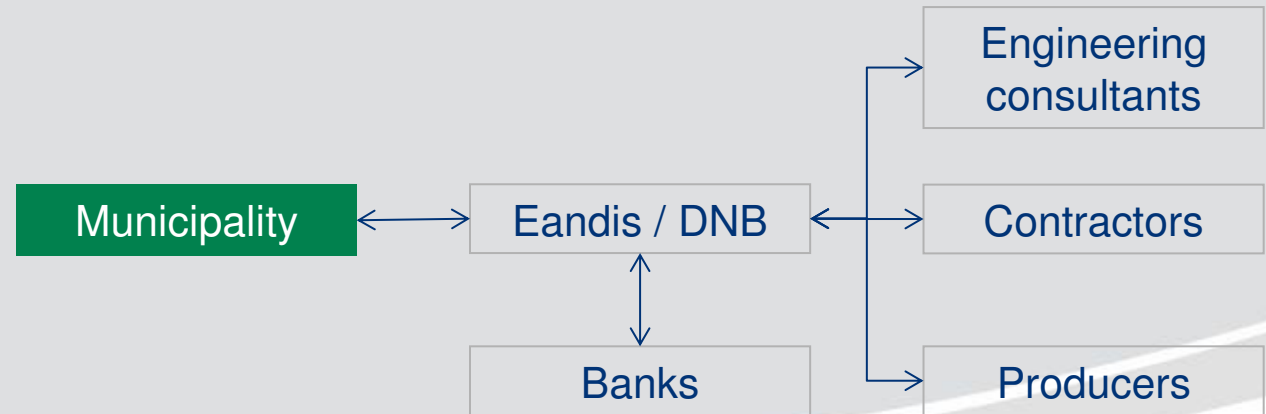 Engineering
consultants
Municipality
Eandis / DNB
Contractors
Banks
Producers